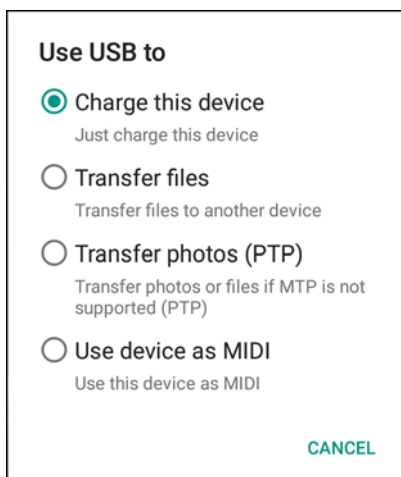 Use USB to
Charge this device
Just charge this device
Transfer files
Transfer files to another device
Transfer photos (PTP)
Transfer photos or files if MTP is not
supported (PTP)
Use device as MIDI
Use this device as MIDI
CANCEL